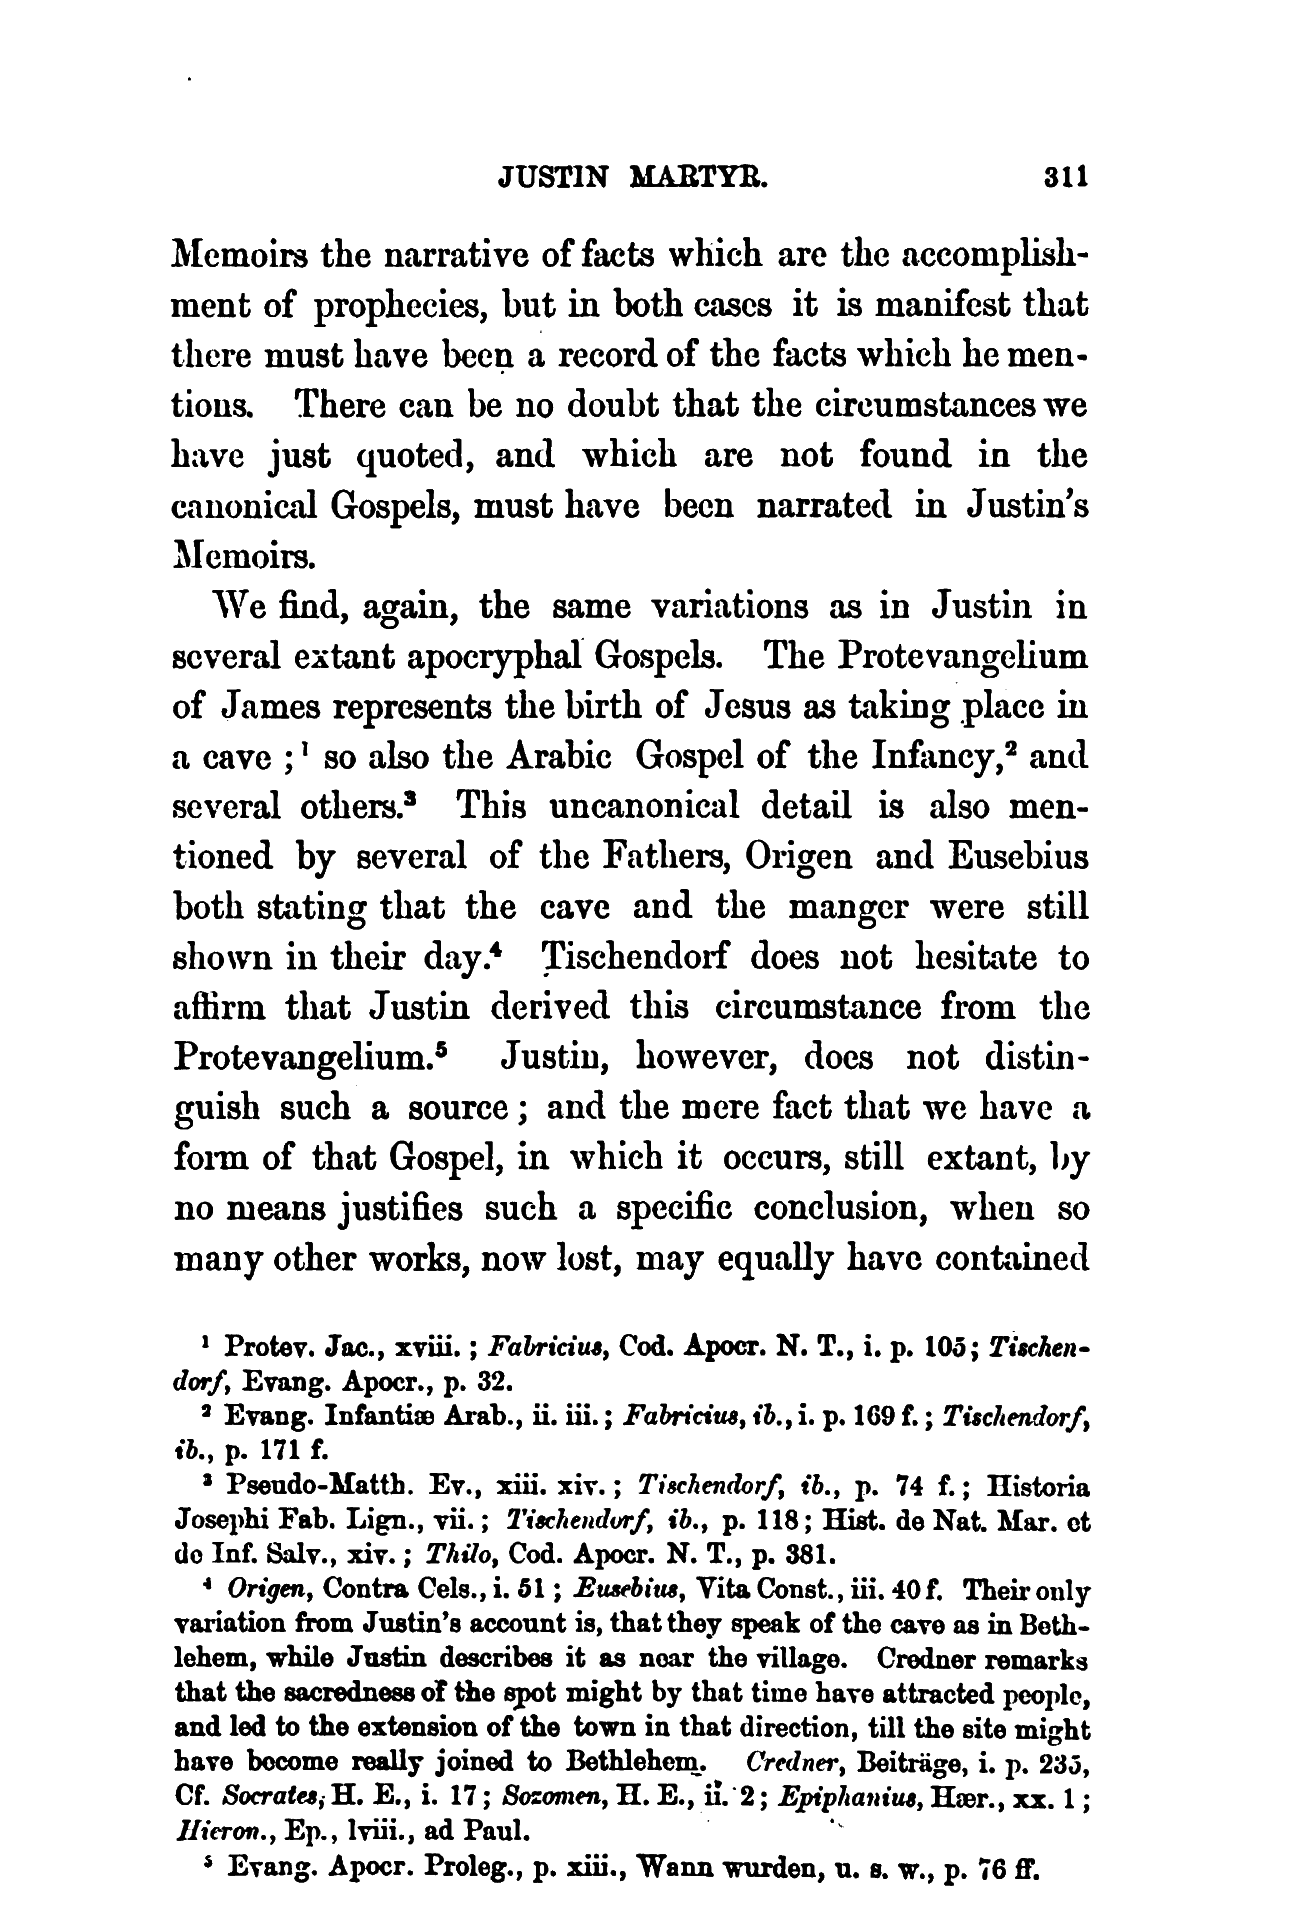 JUSTIN MARTYR. 311
Memoirs the narrative of facts which are the accomplish-
ment of prophecies, but in both cases it is manifest that
there must have been a record of the facts which he men-
tions. There can be no doubt that the circumstances we
have just quoted, and which are not found in the
canonical Gospels, must have been narrated in Justin's
Memoirs.
We find, again, the same variations as in Justin in
several extant apocryphal Gospels. The Protevangelium
of James represents the birth of Jesus as taking place in
a cave ;¹ so also the Arabic Gospel of the Infancy,² and
several others.³ This uncanonical detail is also men-
tioned by several of the Fathers, Origen and Eusebius
both stating that the cave and the manger were still
shown in their day.⁴ Tischendorf does not hesitate to
affirm that Justin derived this circumstance from the
Protevangelium.⁵ Justin, however, does not distin-
guish such a source ; and the mere fact that we have a
form of that Gospel, in which it occurs, still extant, by
no means justifies such a specific conclusion, when so
many other works, now lost, may equally have contained
¹ Protev. Jac., xviii. ; Fabricius, Cod. Apocr. N. T., i. p. 105 ; Tischen-
dorf, Evang. Apocr., p. 32.
² Evang. Infantiæ Arab., ii. iii. ; Fabricius, ib., i. p. 169 f. ; Tischendorf,
ib., p. 171 f.
³ Pseudo-Matth. Ev., xiii. xiv. ; Tischendorf, ib., p. 74 f. ; Historia
Josephi Fab. Lign., vii. ; Tischendorf, ib., p. 118 ; Hist. de Nat. Mar. et
de Inf. Salv., xiv. ; Thilo, Cod. Apocr. N. T., p. 381.
⁴ Origen, Contra Cels., i. 51 ; Eusebius, Vita Const., iii. 40 f. Their only
variation from Justin's account is, that they speak of the cave as in Beth-
lehem, while Justin describes it as near the village. Credner remarks
that the sacredness of the spot might by that time have attracted people,
and led to the extension of the town in that direction, till the site might
have become really joined to Bethlehem. Credner, Beiträge, i. p. 235,
Cf. Socrates, H. E., i. 17 ; Sozomen, H. E., ii. 2 ; Epiphanius, Hær., xx. 1 ;
Hieron., Ep., lviii., ad Paul.
⁵ Evang. Apocr. Proleg., p. xiii., Wann wurden, u. s. w., p. 76 ff.